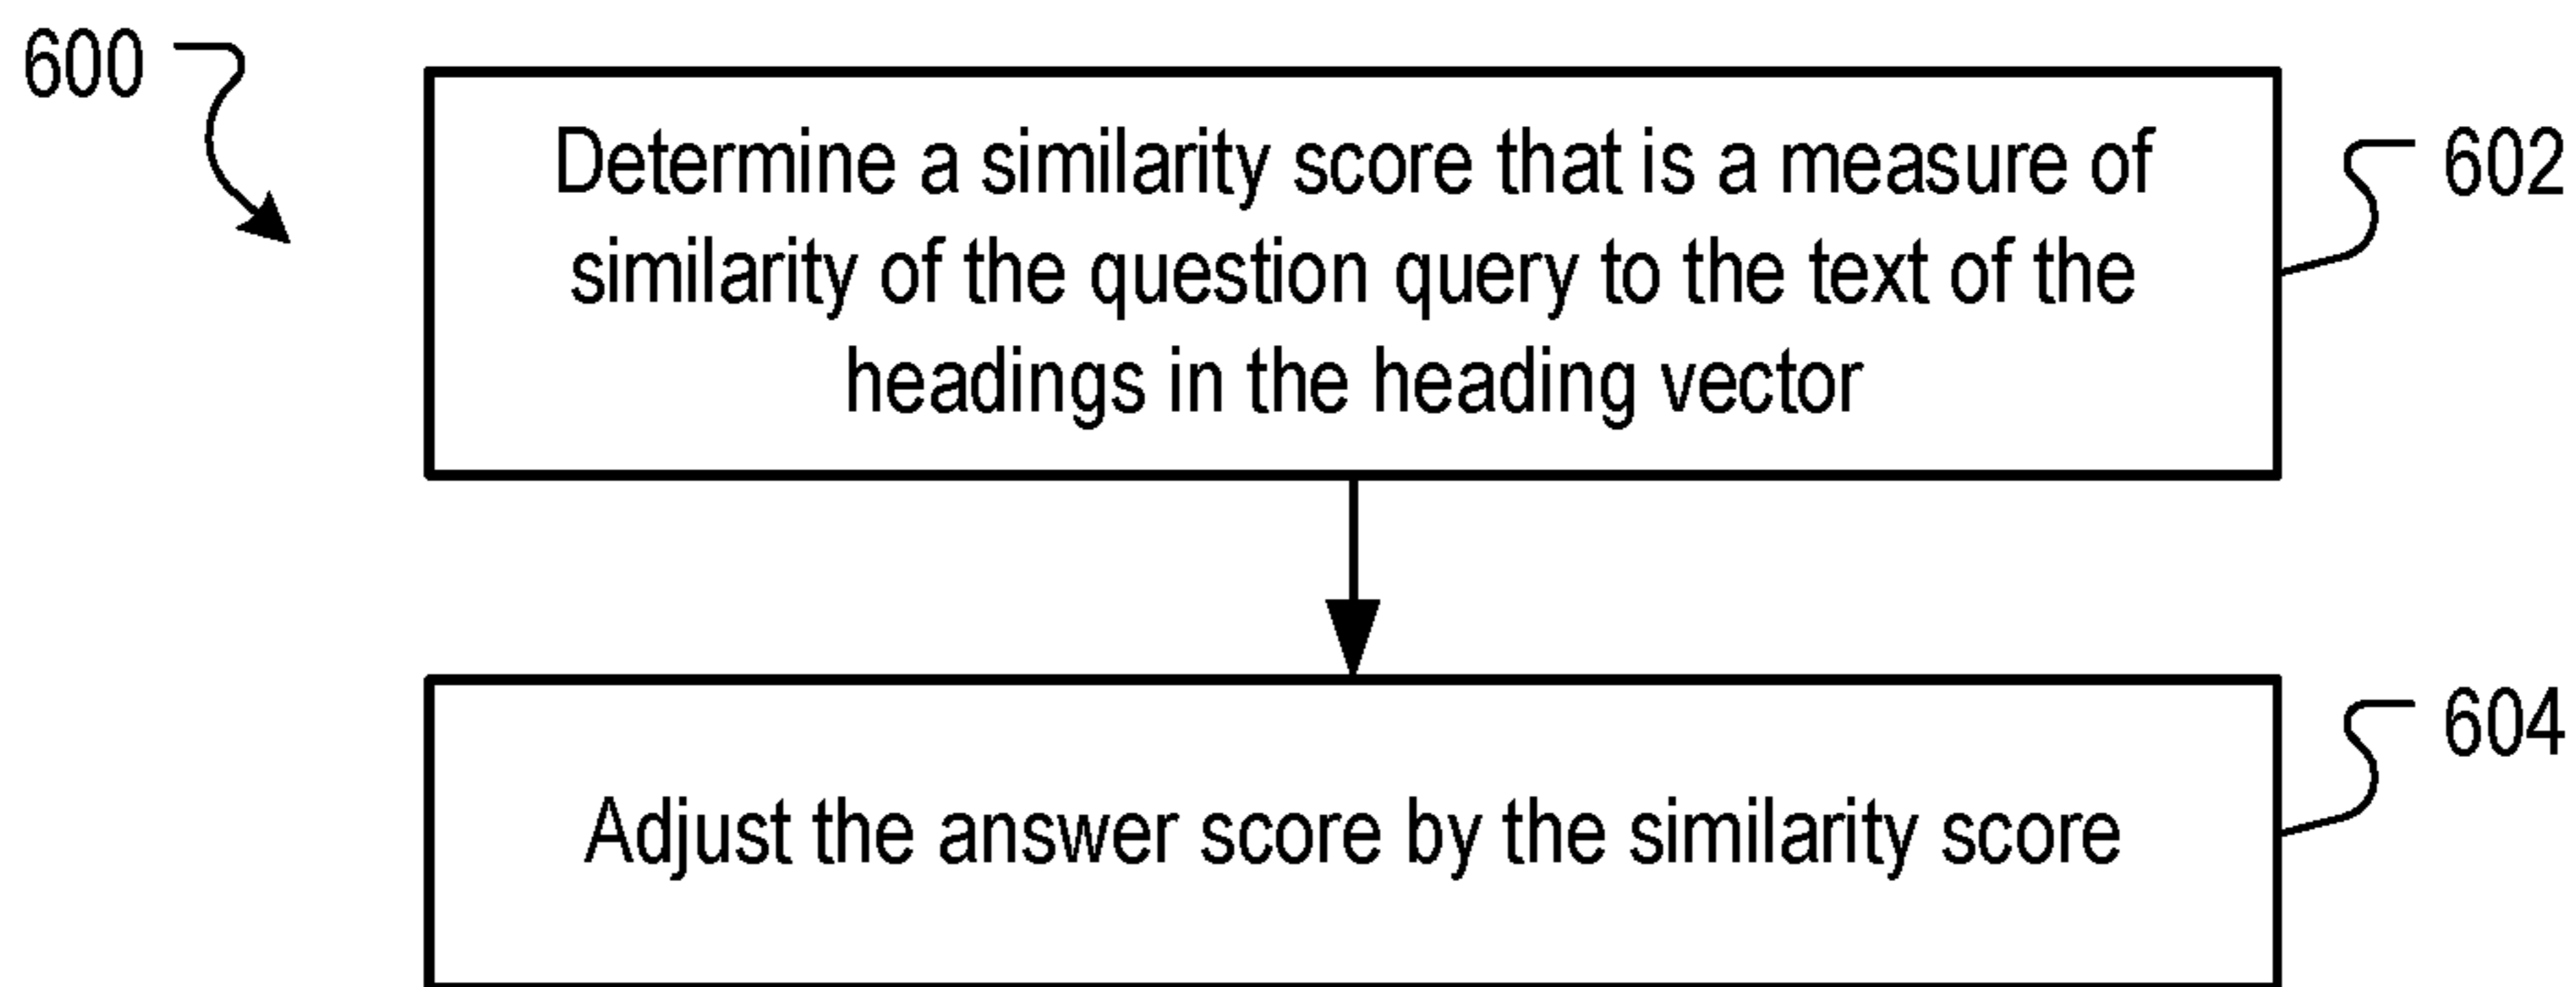 600
Determine a similarity score that is a measure of
similarity of the question query to the text of the
headings in the heading vector
602
Adjust the answer score by the similarity score
604